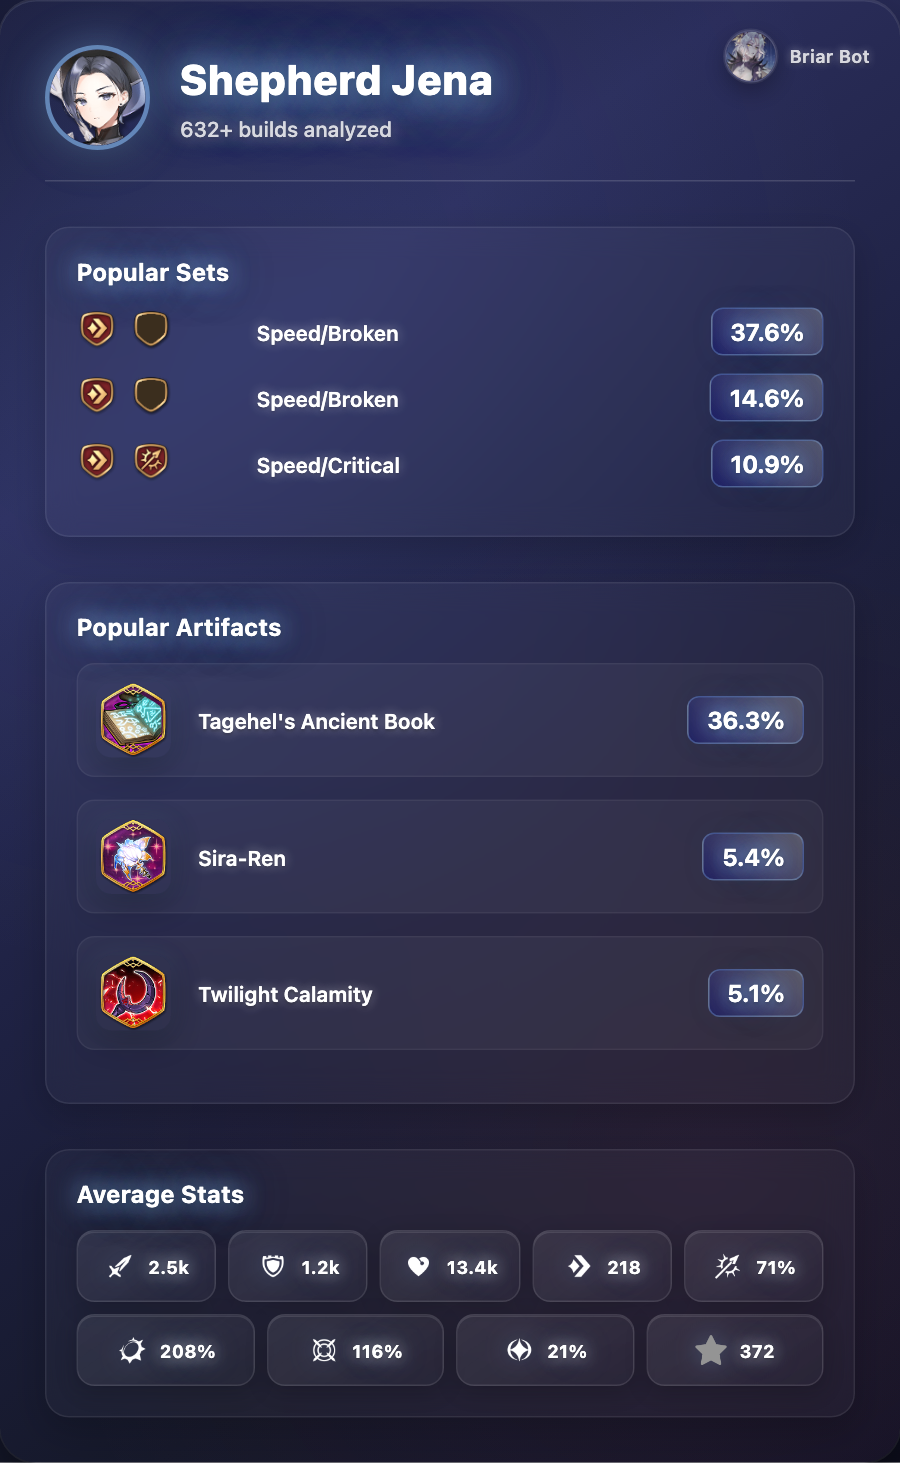 Shepherd Jena
632+ builds analyzed
Briar Bot
Popular Sets
Speed/Broken 37.6%
Speed/Broken 14.6%
Speed/Critical 10.9%
Popular Artifacts
Tagehel's Ancient Book 36.3%
Sira-Ren 5.4%
Twilight Calamity 5.1%
Average Stats
2.5k 1.2k 13.4k 218 71%
208% 116% 21% 372